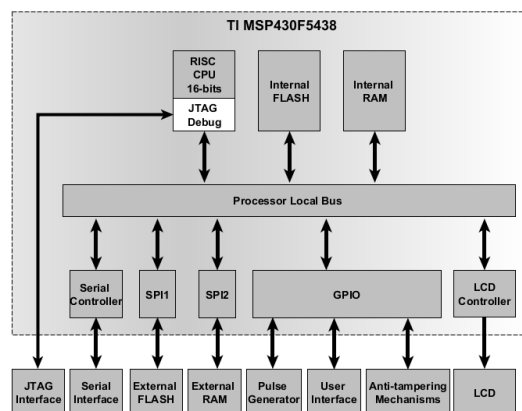 TI MSP430F5438
RISC
CPU
16-bits
JTAG
Debug
Internal
FLASH
Internal
RAM
Processor Local Bus
Serial
Controller
SPI1
SPI2
GPIO
LCD
Controller
JTAG
Interface
Serial
Interface
External
FLASH
External
RAM
Pulse
Generator
User
Interface
Anti-tampering
Mechanisms
LCD